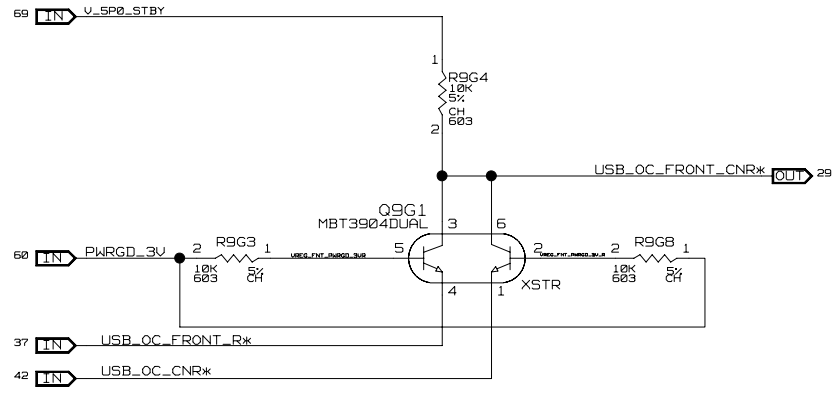 69 IN V_5P0_STBY
1
R9G4
10K
5%
CH
603
2
USB_OC_FRONT_CNR* OUT 29
Q9G1
MBT3904DUAL 3 6
60 IN PWRGD_3V 2 R9G3 1 VREG_FNT_PWRGD_3VR 5 2 VREG_FNT_PWRGD_3V_R 2 R9G8 1
10K 5% 10K 5%
603 CH 603 CH
4 1 XSTR
37 IN USB_OC_FRONT_R*
42 IN USB_OC_CNR*